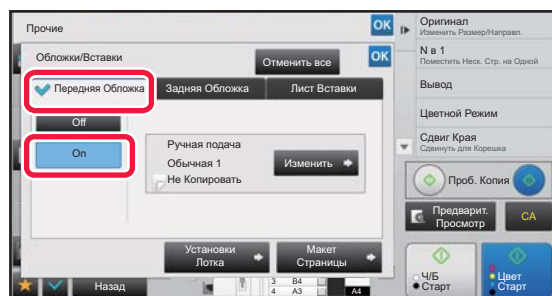 Прочие
OK
Обложки/Вставки
Отменить все
OK
Передняя Обложка
Задняя Обложка
Лист Вставки
Off
On
Ручная подача
Обычная 1
Не Копировать
Изменить
Установки
Лотка
Макет
Страницы
Назад
3 B4
4 A3
A4
Оригинал
Изменить Размер/Направл.
N в 1
Поместить Неск. Стр. на Одной
Вывод
Цветной Режим
Сдвиг Края
Сдвинуть для Корешка
Проб. Копия
Предварит.
Просмотр
CA
Ч/Б
Старт
Цвет
Старт